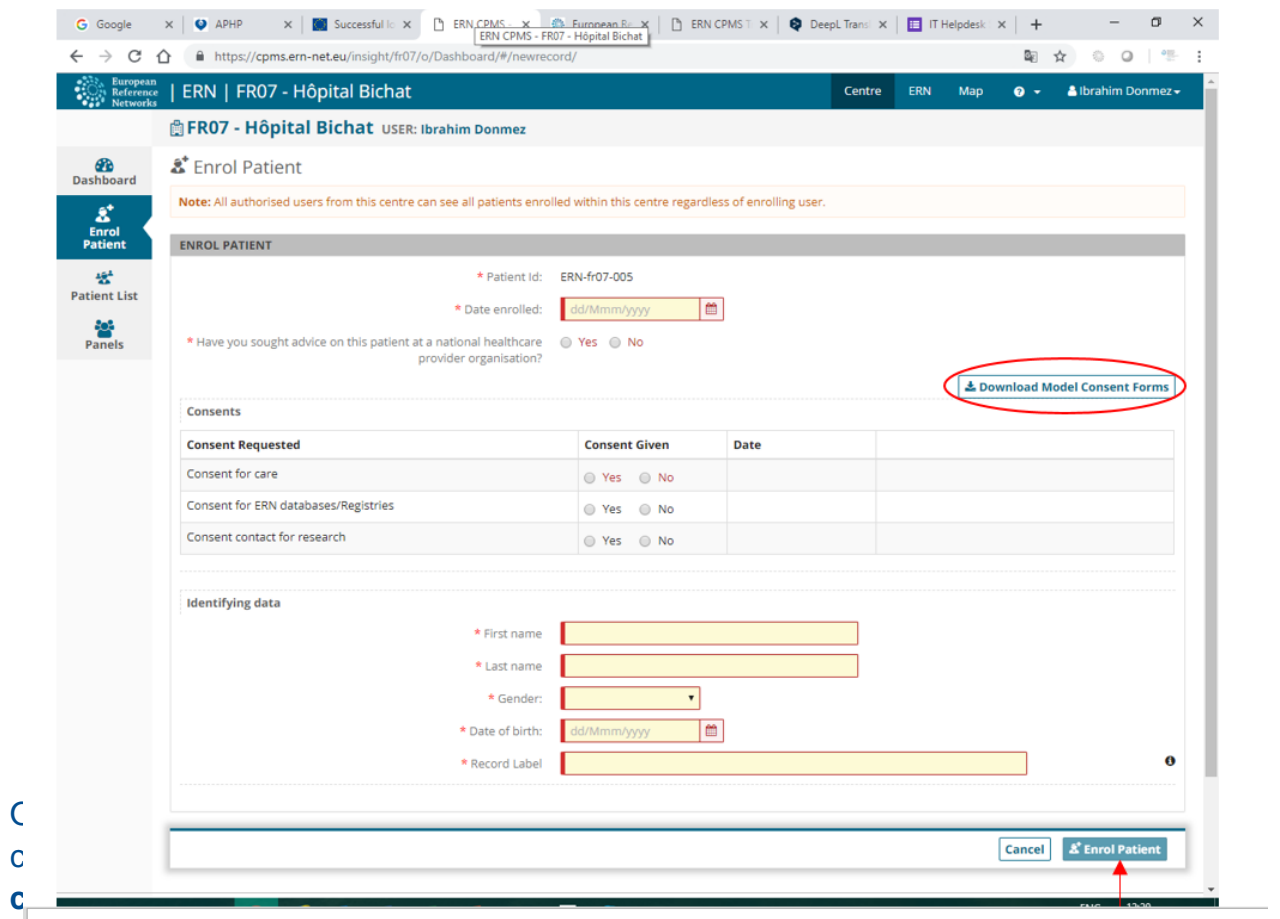 Google
APHP
Successful lo
ERN CPMS -
European Re
ERN CPMS T
DeepL Transl
IT Helpdesk
ERN CPMS - FR07 - Hôpital Bichat
https://cpms.ern-net.eu/insight/fr07/o/Dashboard/#/newrecord/
European
Reference
Networks
| ERN | FR07 - Hôpital Bichat
Centre ERN Map ? Ibrahim Donmez
FR07 - Hôpital Bichat USER: Ibrahim Donmez
Dashboard
Enrol
Patient
Patient List
Panels
Enrol Patient
Note: All authorised users from this centre can see all patients enrolled within this centre regardless of enrolling user.
ENROL PATIENT
* Patient Id: ERN-fr07-005
* Date enrolled: dd/Mmm/yyyy
* Have you sought advice on this patient at a national healthcare Yes No
provider organisation?
Download Model Consent Forms
Consents
Consent Requested Consent Given Date
Consent for care Yes No
Consent for ERN databases/Registries Yes No
Consent contact for research Yes No
Identifying data
* First name
* Last name
* Gender:
* Date of birth: dd/Mmm/yyyy
* Record Label
Cancel Enrol Patient